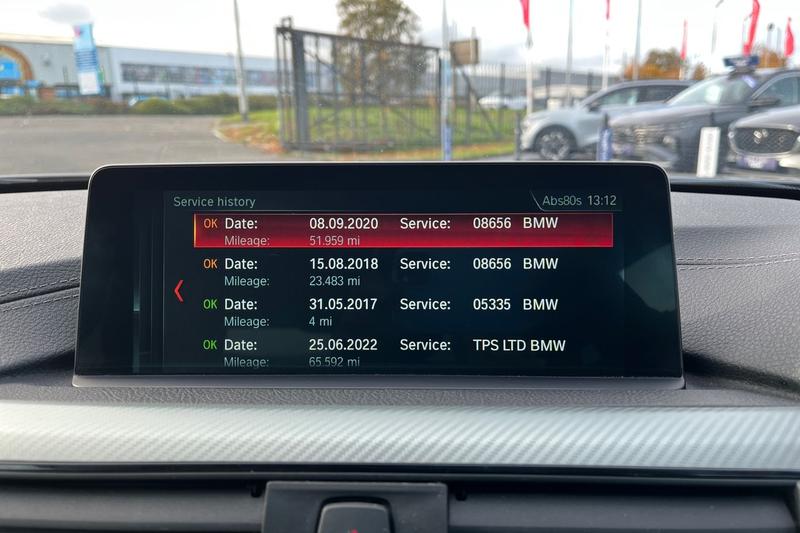 Service history
Abs80s 13:12
OK Date: 08.09.2020 Service: 08656 BMW
Mileage: 51.959 mi
OK Date: 15.08.2018 Service: 08656 BMW
Mileage: 23.483 mi
OK Date: 31.05.2017 Service: 05335 BMW
Mileage: 4 mi
OK Date: 25.06.2022 Service: TPS LTD BMW
Mileage: 65.592 mi